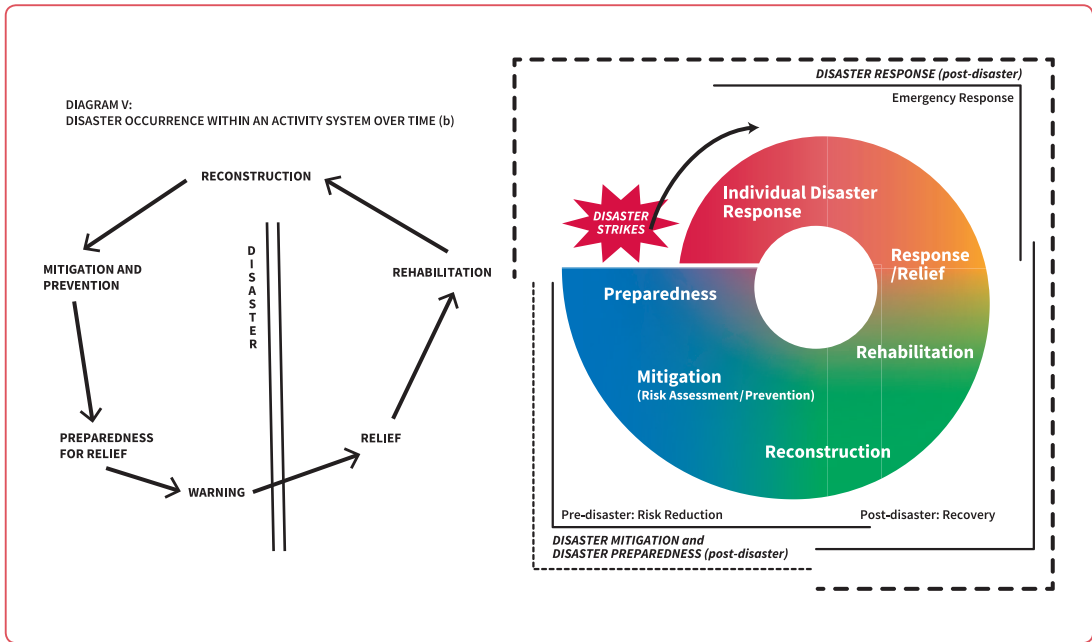 DIAGRAM V:
DISASTER OCCURRENCE WITHIN AN ACTIVITY SYSTEM OVER TIME (b)
RECONSTRUCTION
MITIGATION AND
PREVENTION
DISASTER
REHABILITATION
PREPAREDNESS
FOR RELIEF
RELIEF
WARNING
DISASTER RESPONSE (post-disaster)
Emergency Response
DISASTER
STRIKES
Individual Disaster
Response
Response
/Relief
Preparedness
Rehabilitation
Mitigation
(Risk Assessment/Prevention)
Reconstruction
Pre-disaster: Risk Reduction
Post-disaster: Recovery
DISASTER MITIGATION and
DISASTER PREPAREDNESS (post-disaster)